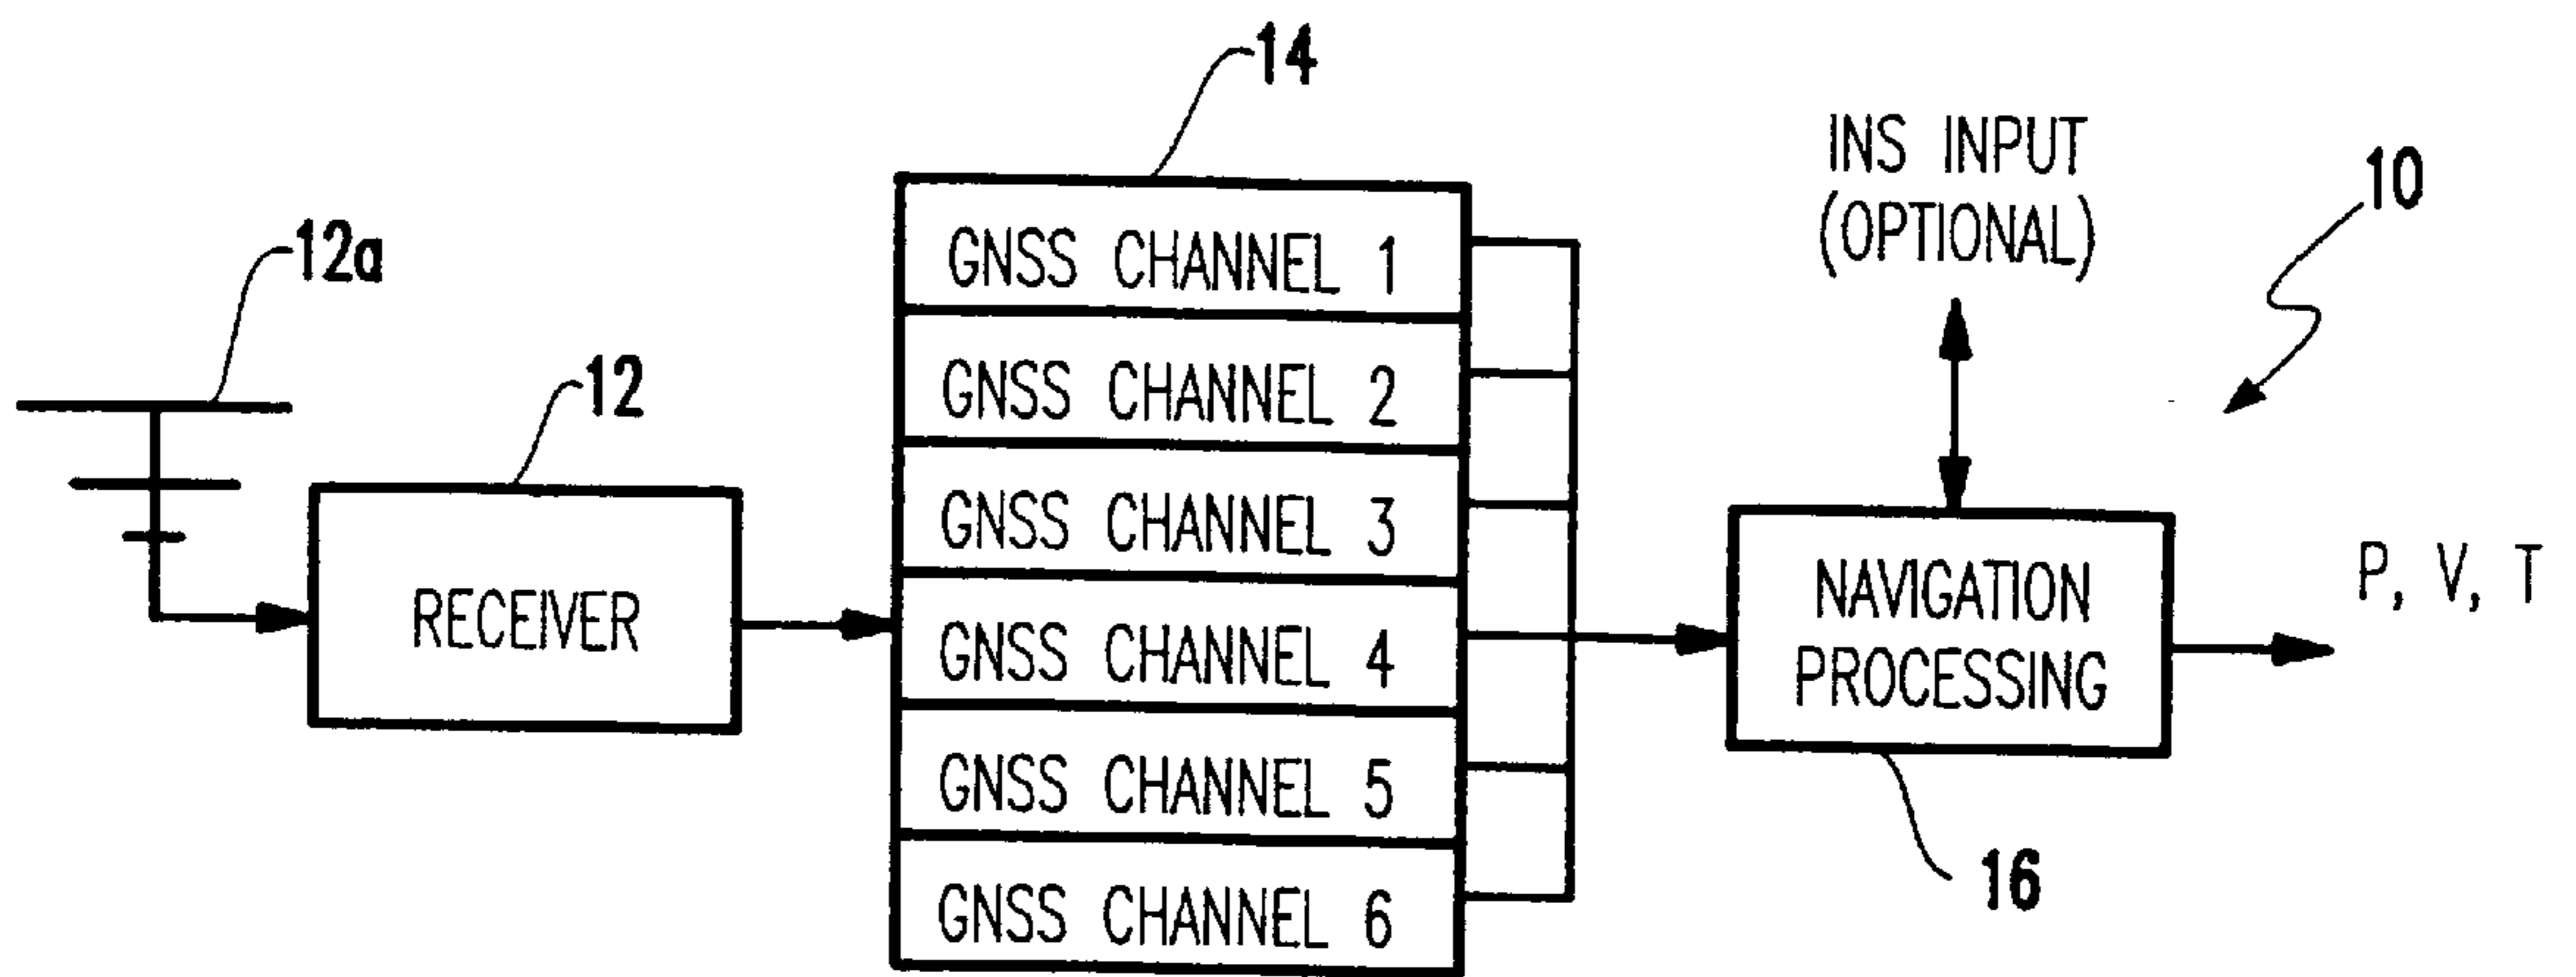 14
12a
12
RECEIVER
GNSS CHANNEL 1
GNSS CHANNEL 2
GNSS CHANNEL 3
GNSS CHANNEL 4
GNSS CHANNEL 5
GNSS CHANNEL 6
INS INPUT
(OPTIONAL)
10
NAVIGATION
PROCESSING
P, V, T
16